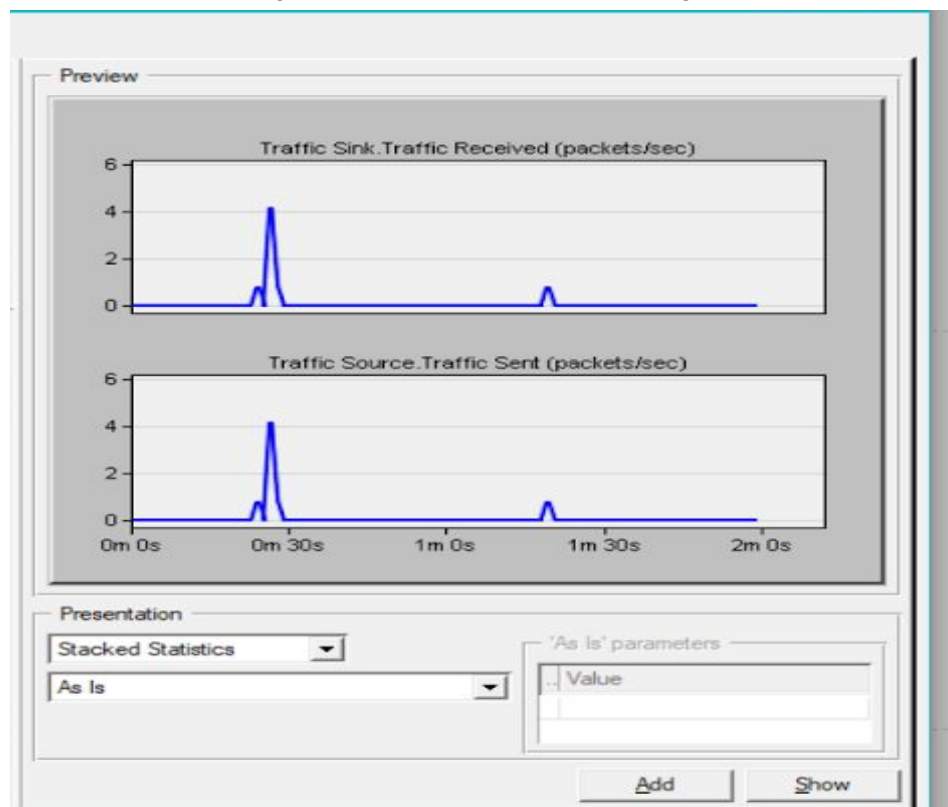 Preview
Traffic Sink.Traffic Received (packets/sec)
6
4
2
0
Traffic Source.Traffic Sent (packets/sec)
6
4
2
0
0m 0s 0m 30s 1m 0s 1m 30s 2m 0s
Presentation
Stacked Statistics
'As Is' parameters
As Is
.. Value
Add Show